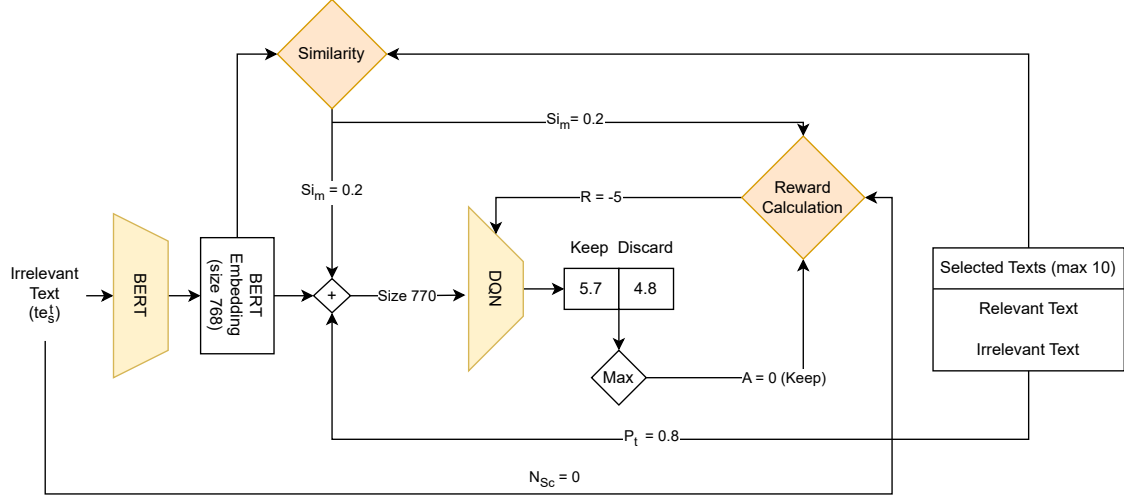 Similarity
Si_m = 0.2
Si_m = 0.2
R = -5
Reward
Calculation
Keep Discard
5.7 4.8
Irrelevant
Text
(te_s^t)
BERT
BERT
Embedding
(size 768)
+
Size 770
DQN
Max
A = 0 (Keep)
Selected Texts (max 10)
Relevant Text
Irrelevant Text
P_t = 0.8
N_Sc = 0